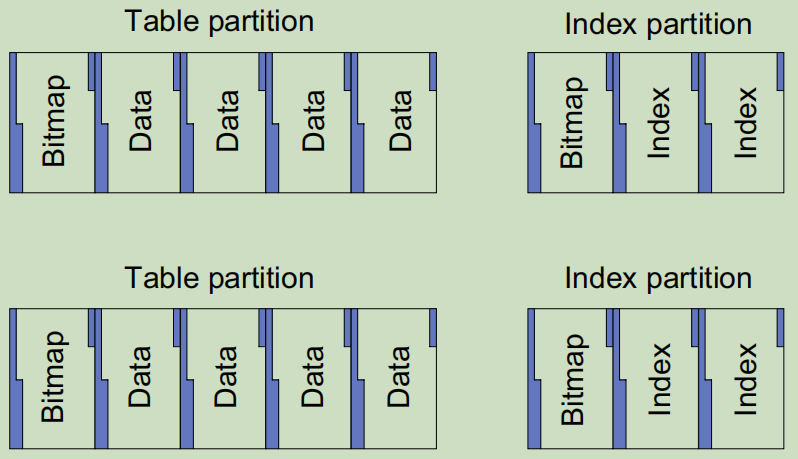 Table partition
Index partition
Bitmap
Data
Data
Data
Data
Bitmap
Index
Index
Table partition
Index partition
Bitmap
Data
Data
Data
Data
Bitmap
Index
Index